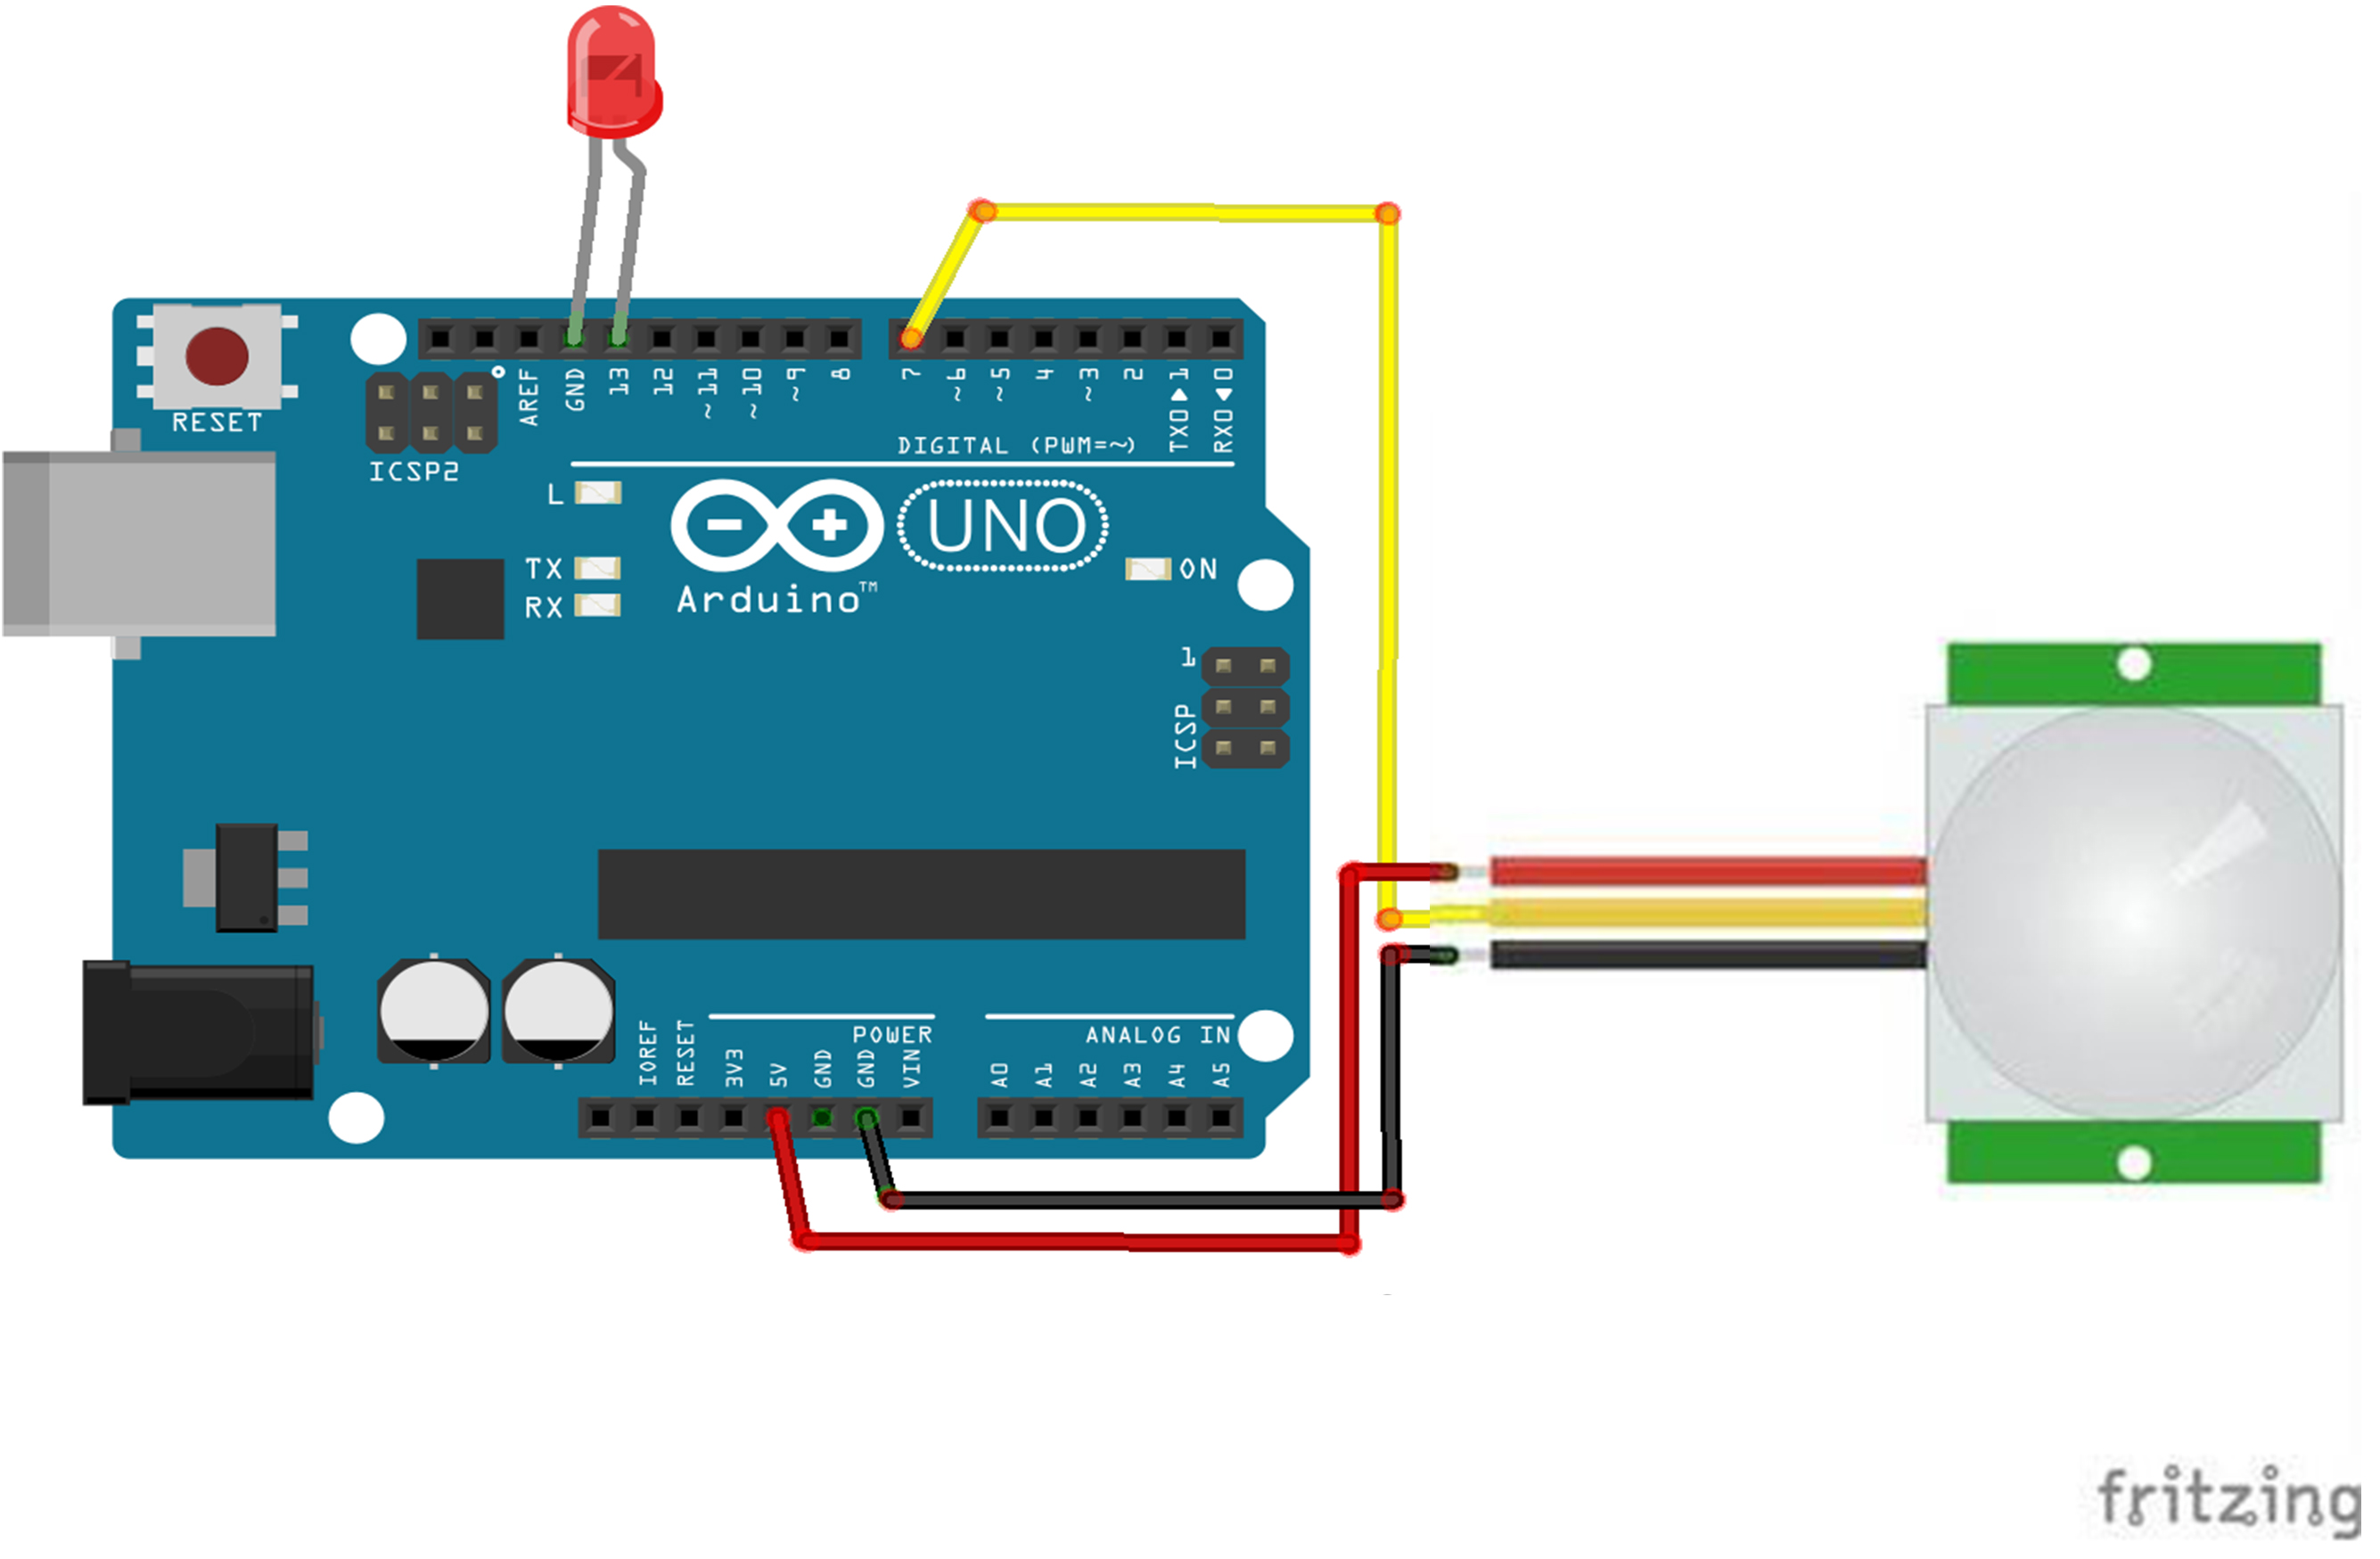 RESET
ICSP2
AREF
GND
13
12
~11
~10
~9
8
7
~6
~5
4
~3
2
TX0▶1
RX0◀0
DIGITAL (PWM=~)
L
TX
RX
- +
UNO
Arduino™
ON
1
ICSP
POWER
ANALOG IN
IOREF
RESET
3V3
5V
GND
GND
VIN
A0
A1
A2
A3
A4
A5
fritzing